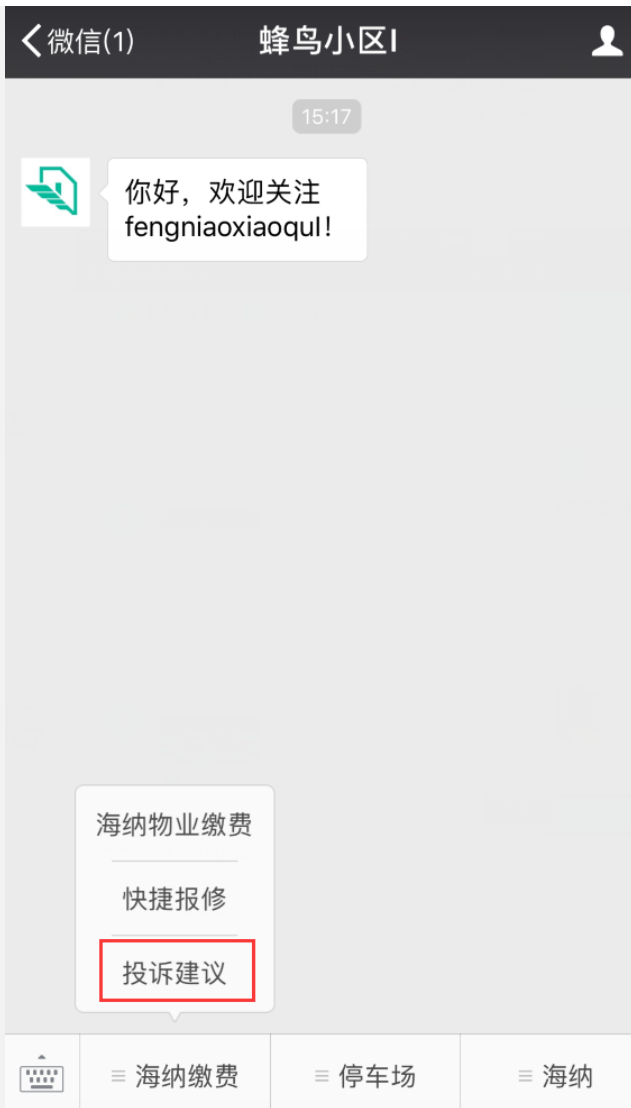 微信(1)
蜂鸟小区I
15:17
你好，欢迎关注
fengniaoxiaoquI！
海纳物业缴费
快捷报修
投诉建议
海纳缴费
停车场
海纳